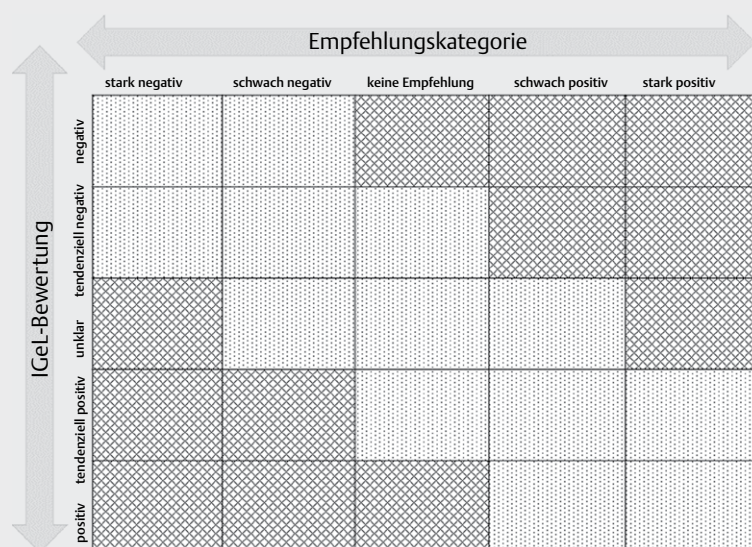 Empfehlungskategorie
stark negativ schwach negativ keine Empfehlung schwach positiv stark positiv
IGeL-Bewertung
negativ
tendenziell negativ
unklar
tendenziell positiv
positiv